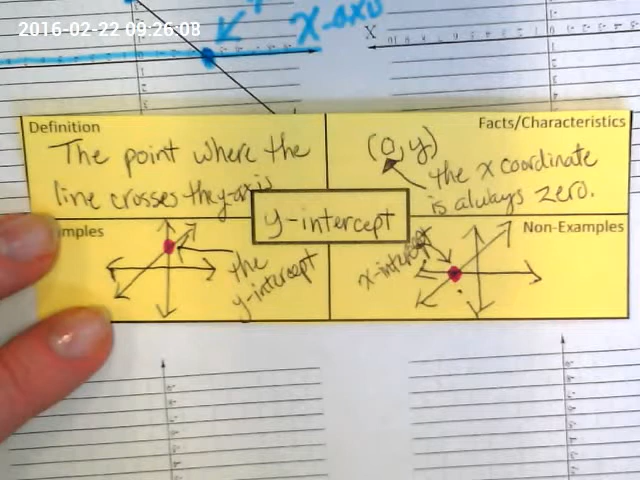 2016-02-22 09:26:08
x-axis
X
Definition
The point where the
line crosses the y-axis
Facts/Characteristics
(0,y)
the x coordinate
is always zero.
y-intercept
the
y-intercept
Non-Examples
x-intercept